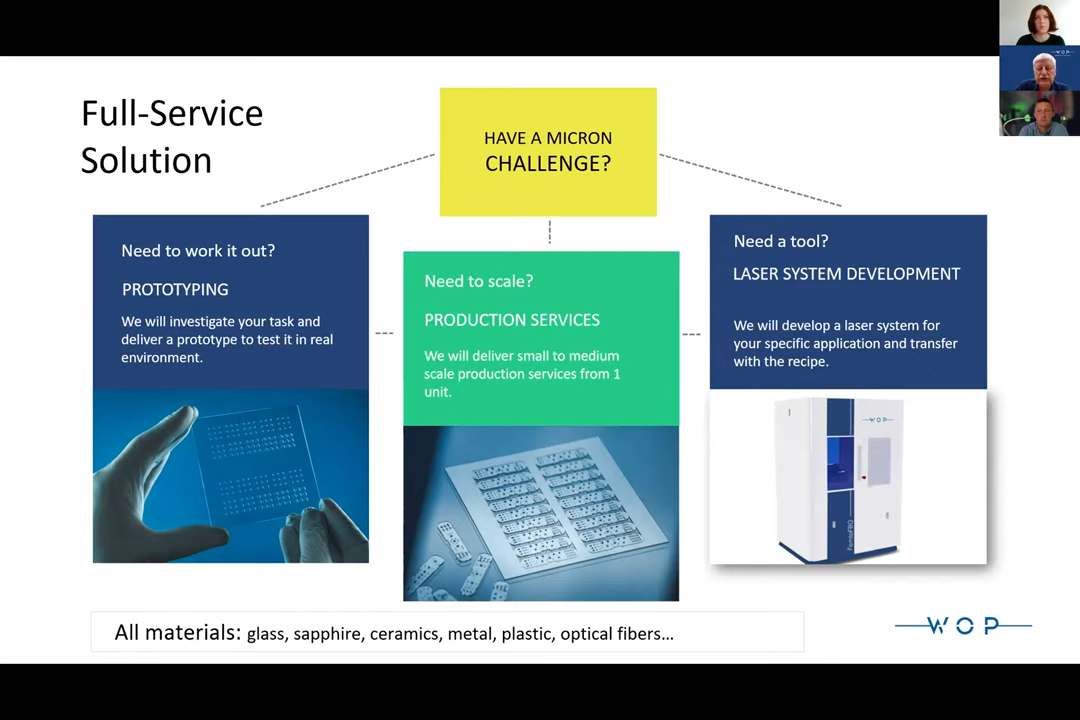 Full-Service
Solution
HAVE A MICRON
CHALLENGE?
Need to work it out?
PROTOTYPING
We will investigate your task and
deliver a prototype to test it in real
environment.
Need to scale?
PRODUCTION SERVICES
We will deliver small to medium
scale production services from 1
unit.
Need a tool?
LASER SYSTEM DEVELOPMENT
We will develop a laser system for
your specific application and transfer
with the recipe.
WOP
All materials: glass, sapphire, ceramics, metal, plastic, optical fibers...
WOP
WOP